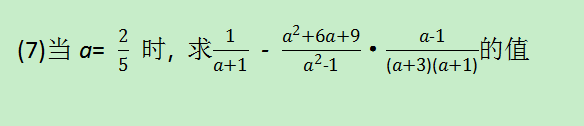 (7)当 a= 2/5 时, 求 1/(a+1) - (a²+6a+9)/(a²-1) • (a-1)/((a+3)(a+1)) 的值